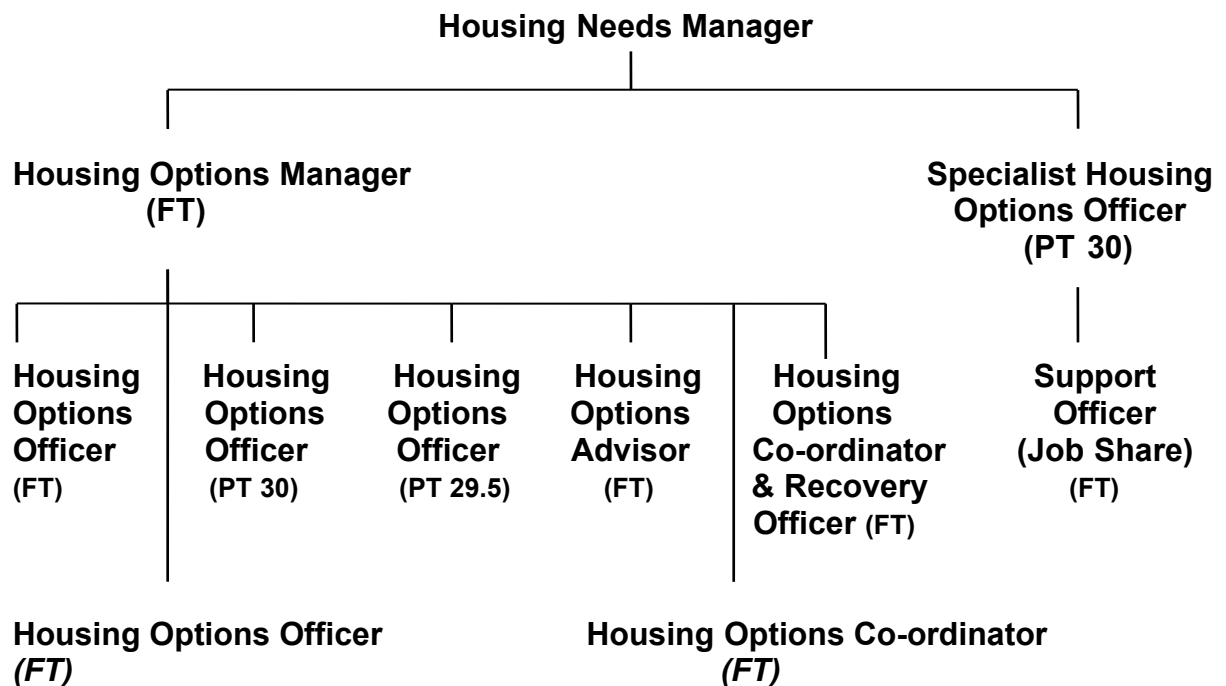 Housing Needs Manager
Housing Options Manager
(FT)
Specialist Housing
Options Officer
(PT 30)
Housing
Options
Officer
(FT)
Housing
Options
Officer
(PT 30)
Housing
Options
Officer
(PT 29.5)
Housing
Options
Advisor
(FT)
Housing
Options
Co-ordinator
& Recovery
Officer (FT)
Support
Officer
(Job Share)
(FT)
Housing Options Officer
(FT)
Housing Options Co-ordinator
(FT)